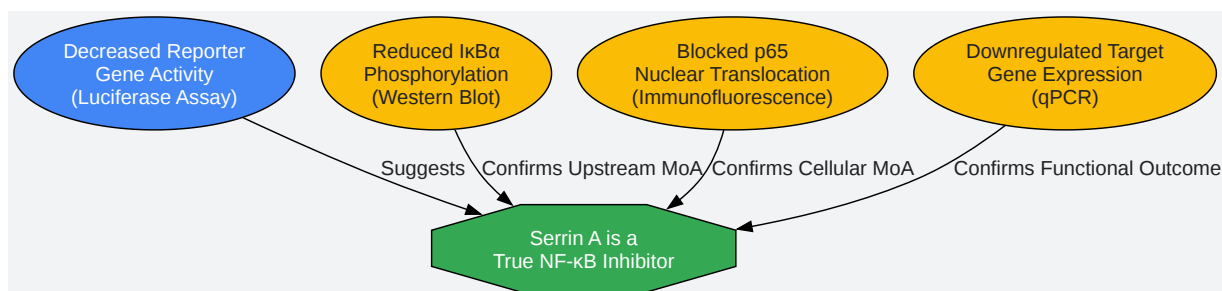 Decreased Reporter
Gene Activity
(Luciferase Assay)
Reduced IκBα
Phosphorylation
(Western Blot)
Blocked p65
Nuclear Translocation
(Immunofluorescence)
Downregulated Target
Gene Expression
(qPCR)
Suggests
Confirms Upstream MoA
Confirms Cellular MoA
Confirms Functional Outcome
Serrin A is a
True NF-κB Inhibitor